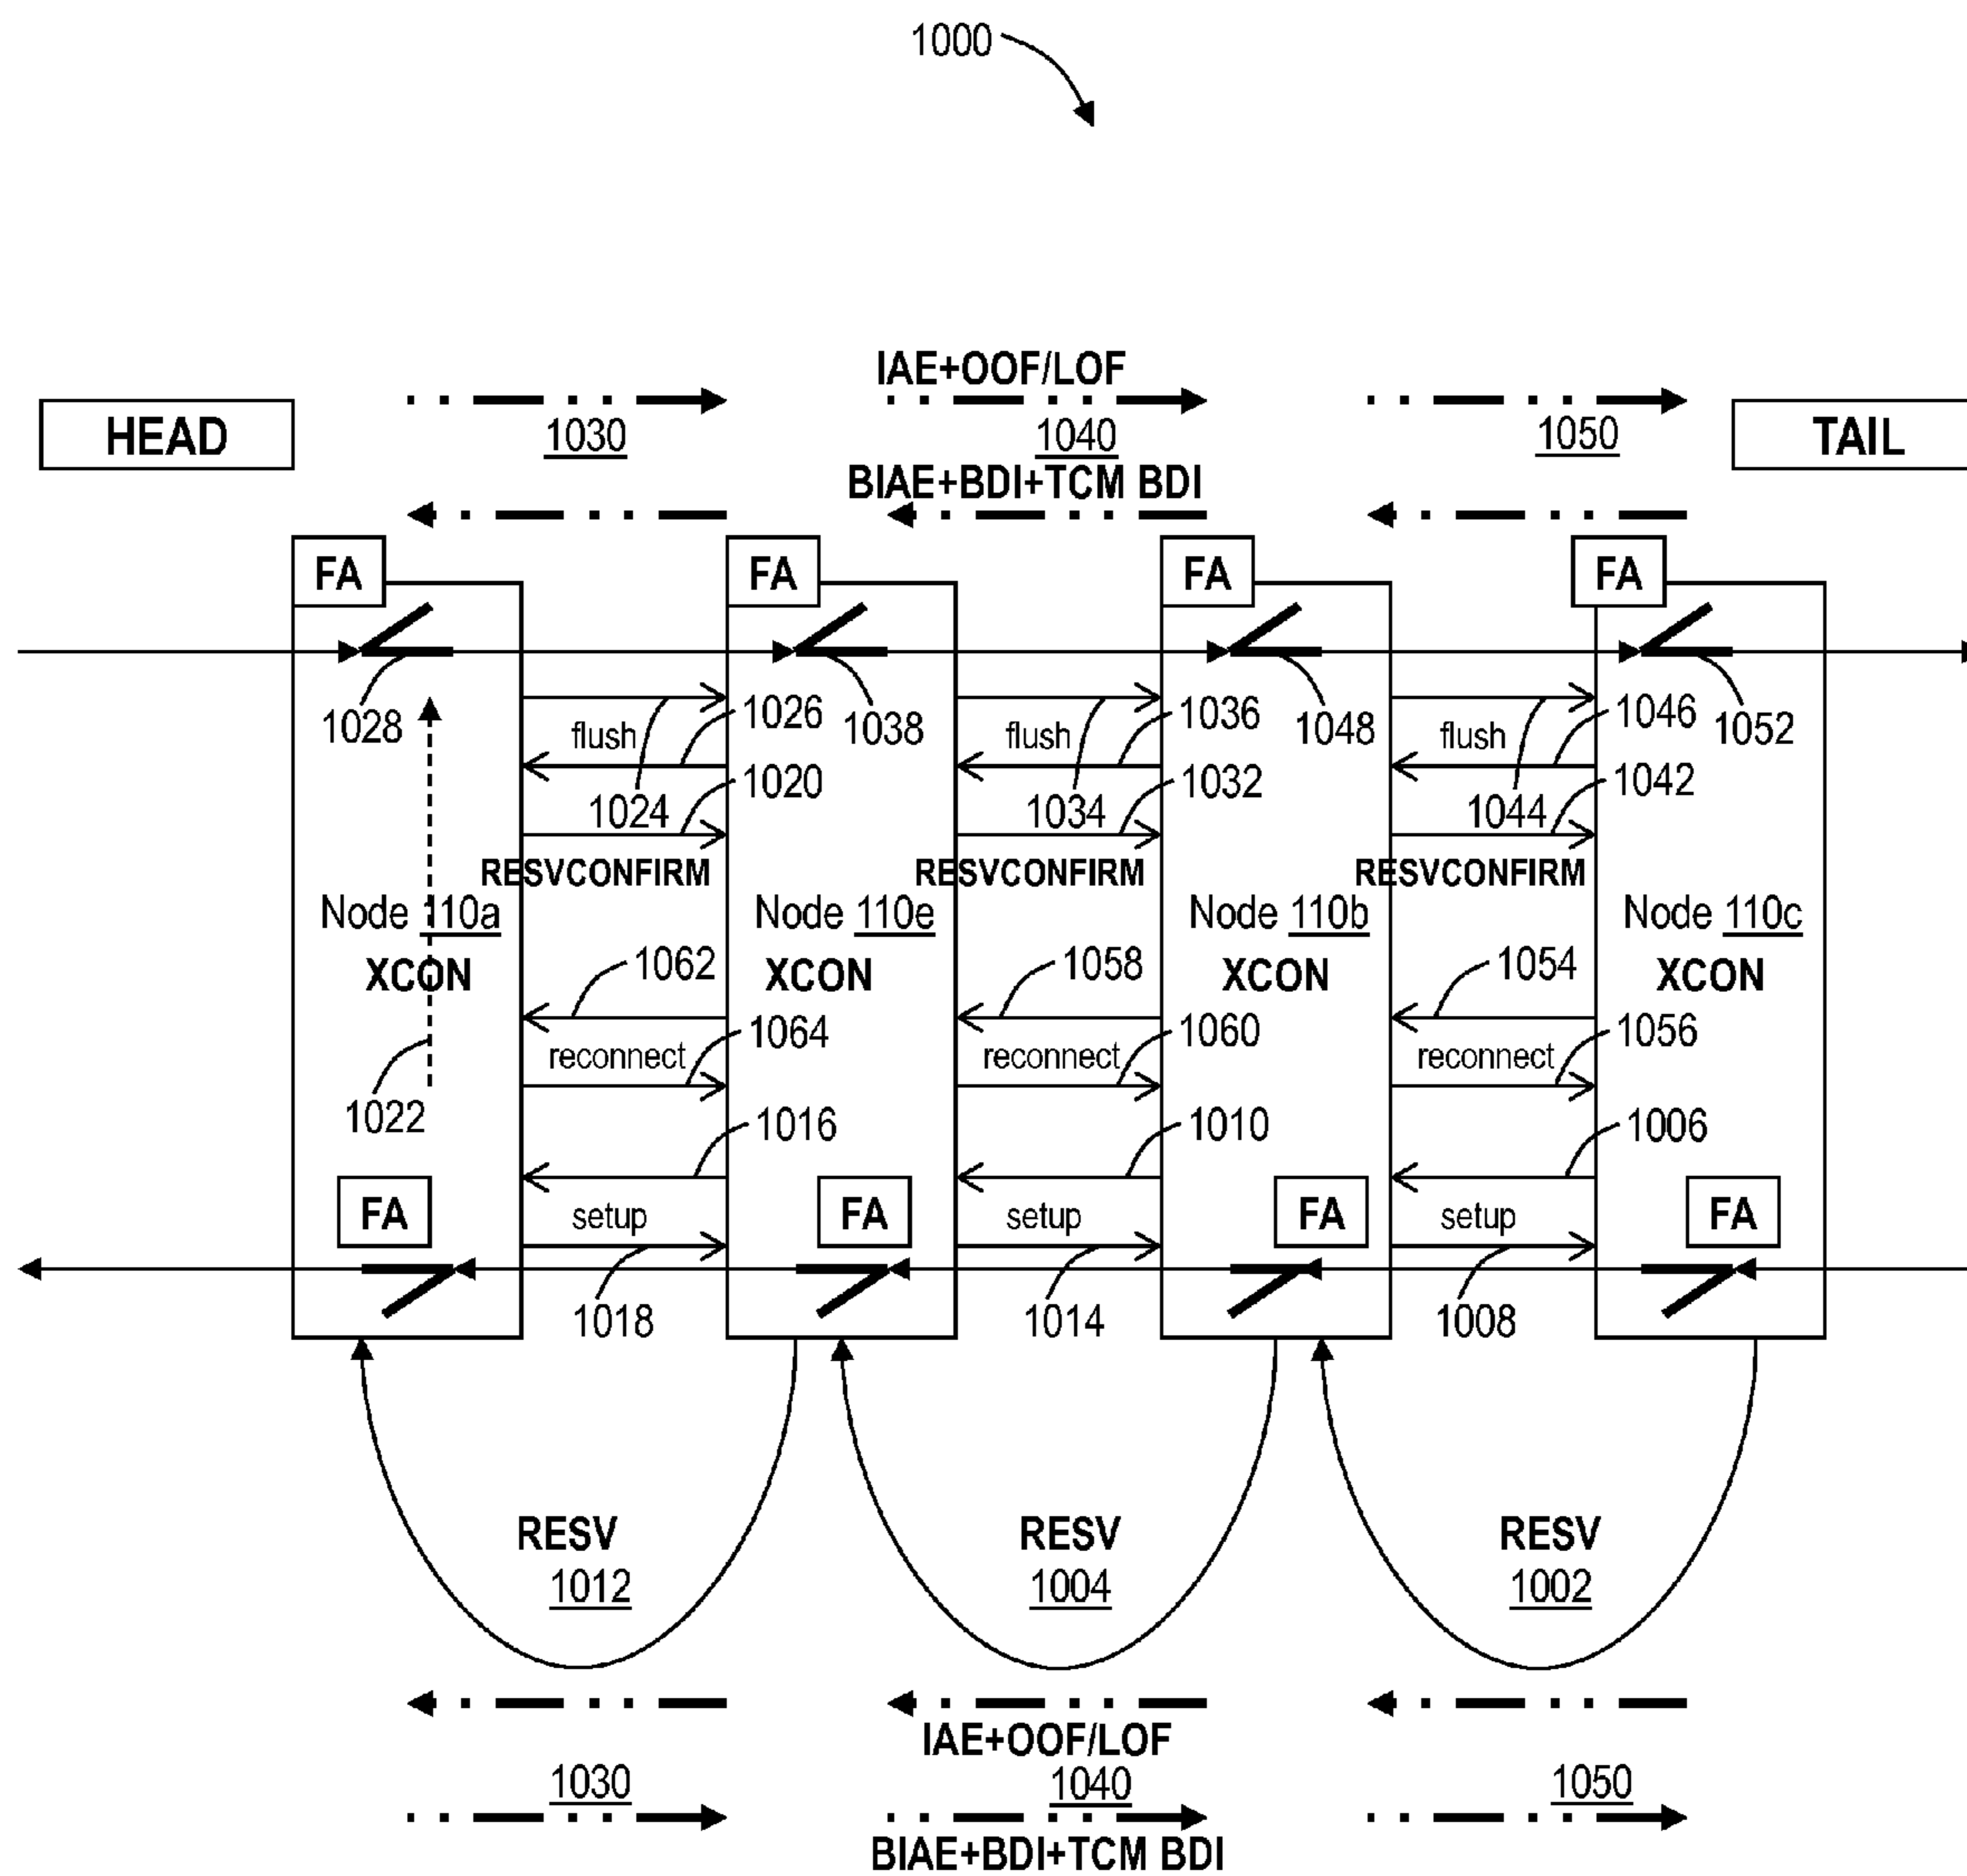 1000
IAE+OOF/LOF
HEAD
1030
1040
1050
TAIL
BIAE+BDI+TCM BDI
FA
FA
FA
FA
1028
1026
1038
1036
1048
1046
1052
flush
flush
flush
1024
1020
1034
1032
1044
1042
RESVCONFIRM
RESVCONFIRM
RESVCONFIRM
Node 110a
Node 110e
Node 110b
Node 110c
XCON
XCON
XCON
XCON
1062
1058
1054
1064
1060
1056
reconnect
reconnect
reconnect
1022
1016
1010
1006
FA
FA
FA
FA
setup
setup
setup
1018
1014
1008
RESV
RESV
RESV
1012
1004
1002
IAE+OOF/LOF
1030
1040
1050
BIAE+BDI+TCM BDI